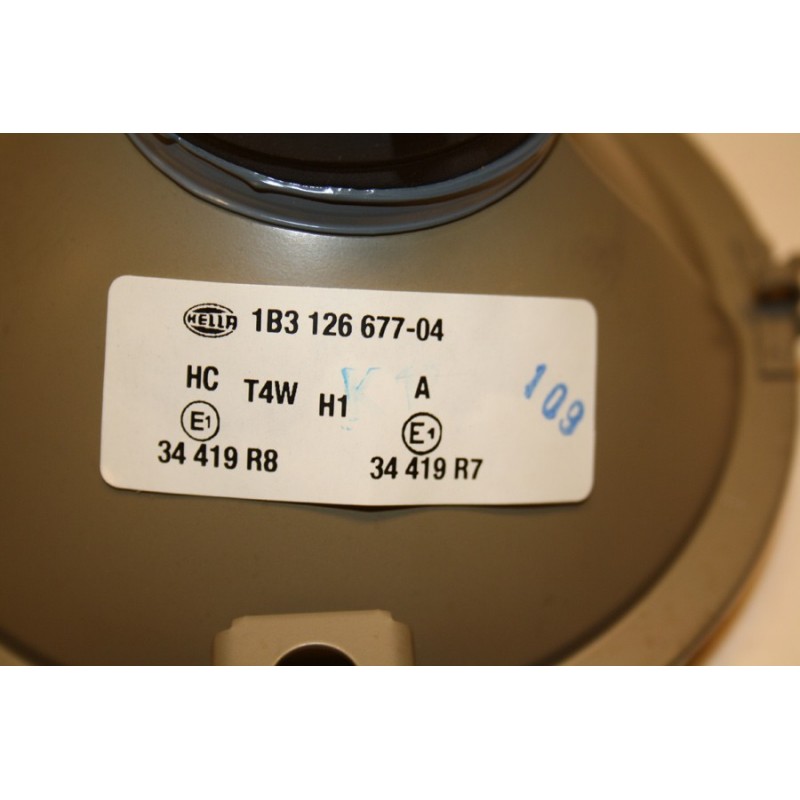 HELLA 1B3 126 677-04
HC T4W H1 A
E1 E1
34 419 R8 34 419 R7
109